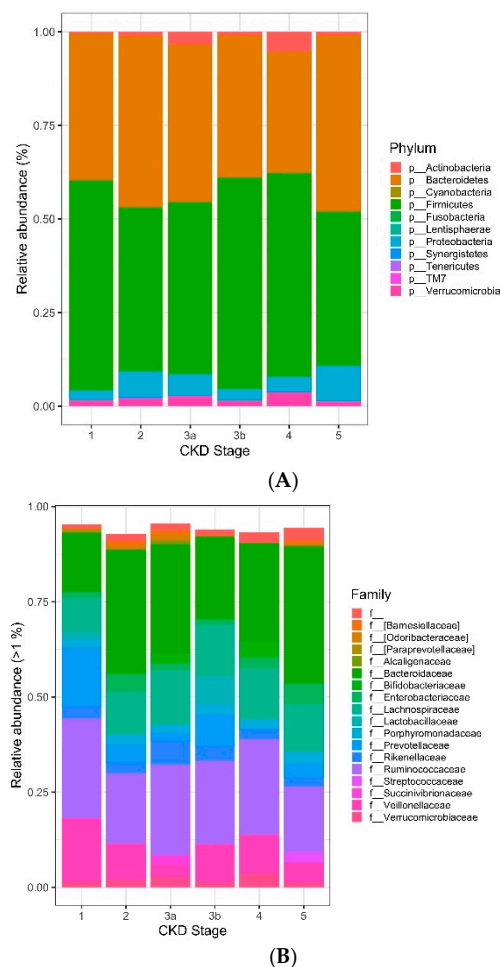 1.00
0.75
0.50
0.25
0.00
Relative abundance (%)
1 2 3a 3b 4 5
CKD Stage
Phylum
p__Actinobacteria
p__Bacteroidetes
p__Cyanobacteria
p__Firmicutes
p__Fusobacteria
p__Lentisphaerae
p__Proteobacteria
p__Synergistetes
p__Tenericutes
p__TM7
p__Verrucomicrobia
(A)
1.00
0.75
0.50
0.25
0.00
Relative abundance (>1 %)
1 2 3a 3b 4 5
CKD Stage
Family
f__
f__[Barnesiellaceae]
f__[Odoribacteraceae]
f__[Paraprevotellaceae]
f__Alcaligenaceae
f__Bacteroidaceae
f__Bifidobacteriaceae
f__Enterobacteriaceae
f__Lachnospiraceae
f__Lactobacillaceae
f__Porphyromonadaceae
f__Prevotellaceae
f__Rikenellaceae
f__Ruminococcaceae
f__Streptococcaceae
f__Succinivibrionaceae
f__Veillonellaceae
f__Verrucomicrobiaceae
(B)